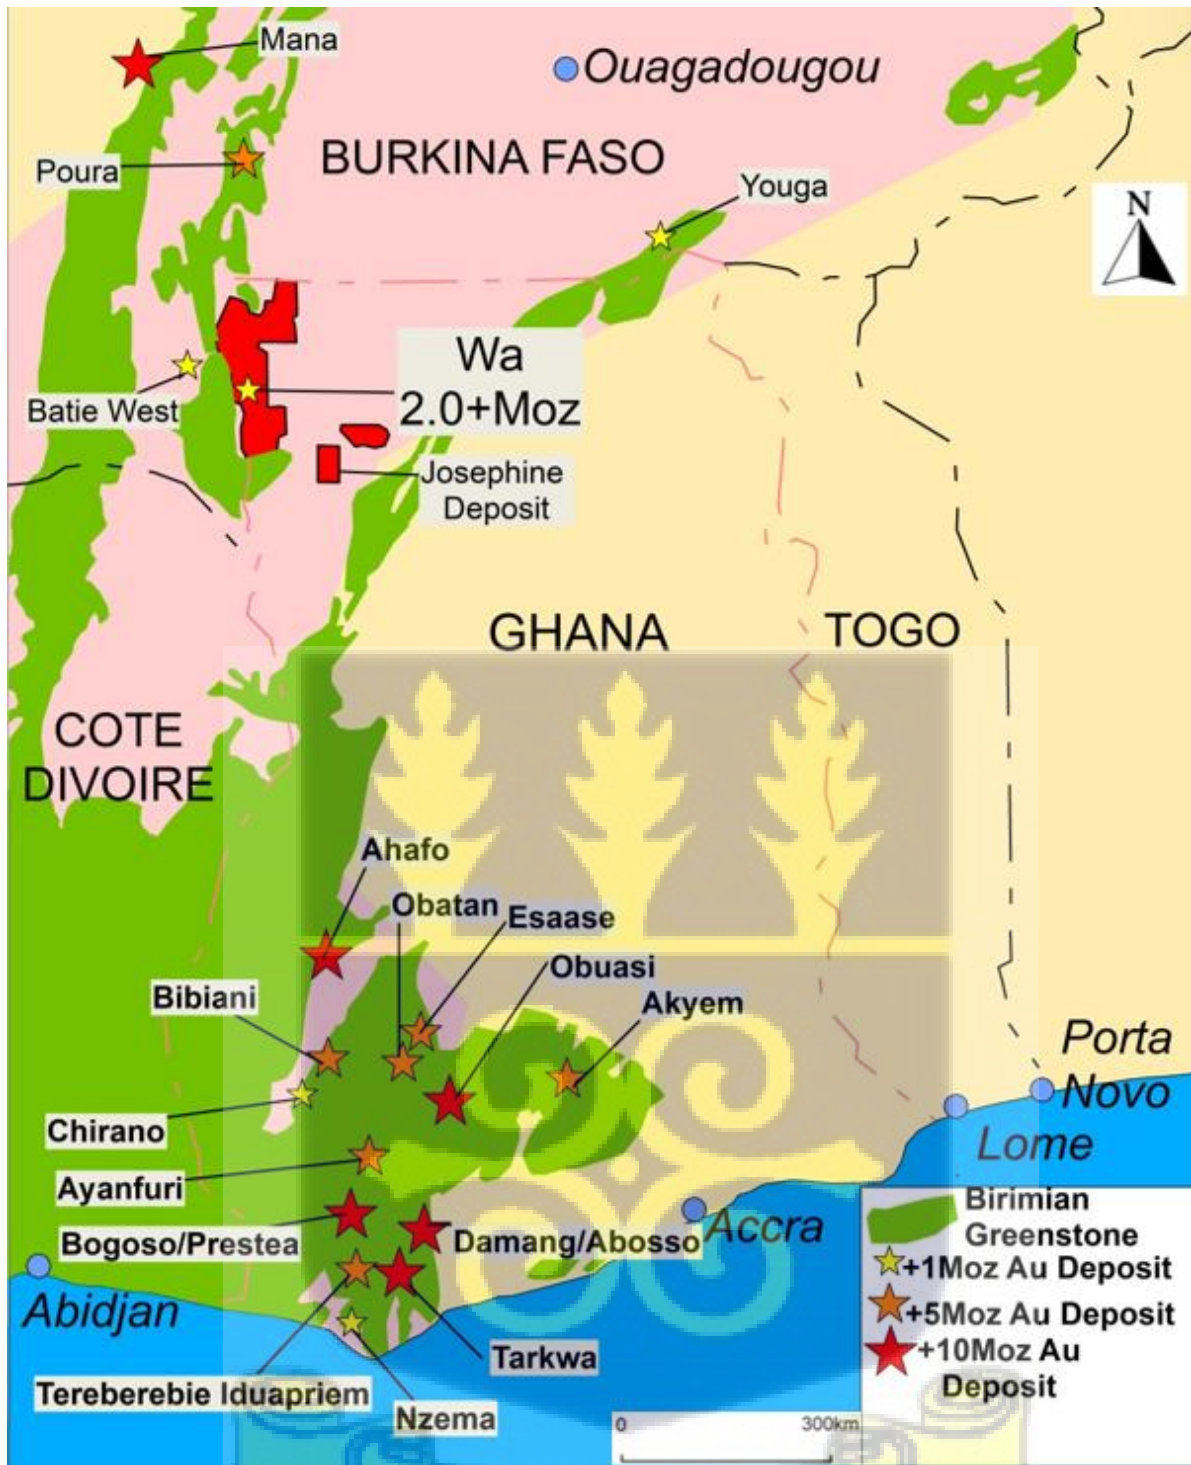 Mana
Ouagadougou
Poura
BURKINA FASO
Youga
N
Wa
2.0+Moz
Batie West
Josephine
Deposit
GHANA
TOGO
COTE
DIVOIRE
Ahafo
Obatan
Esaase
Obuasi
Bibiani
Akyem
Porta
Novo
Chirano
Lome
Ayanfuri
Bogoso/Prestea
Damang/Abosso
Accra
Abidjan
Tarkwa
Tereberebie Iduapriem
Nzema
Birimian
Greenstone
+1Moz Au Deposit
+5Moz Au Deposit
+10Moz Au
Deposit
0 300km